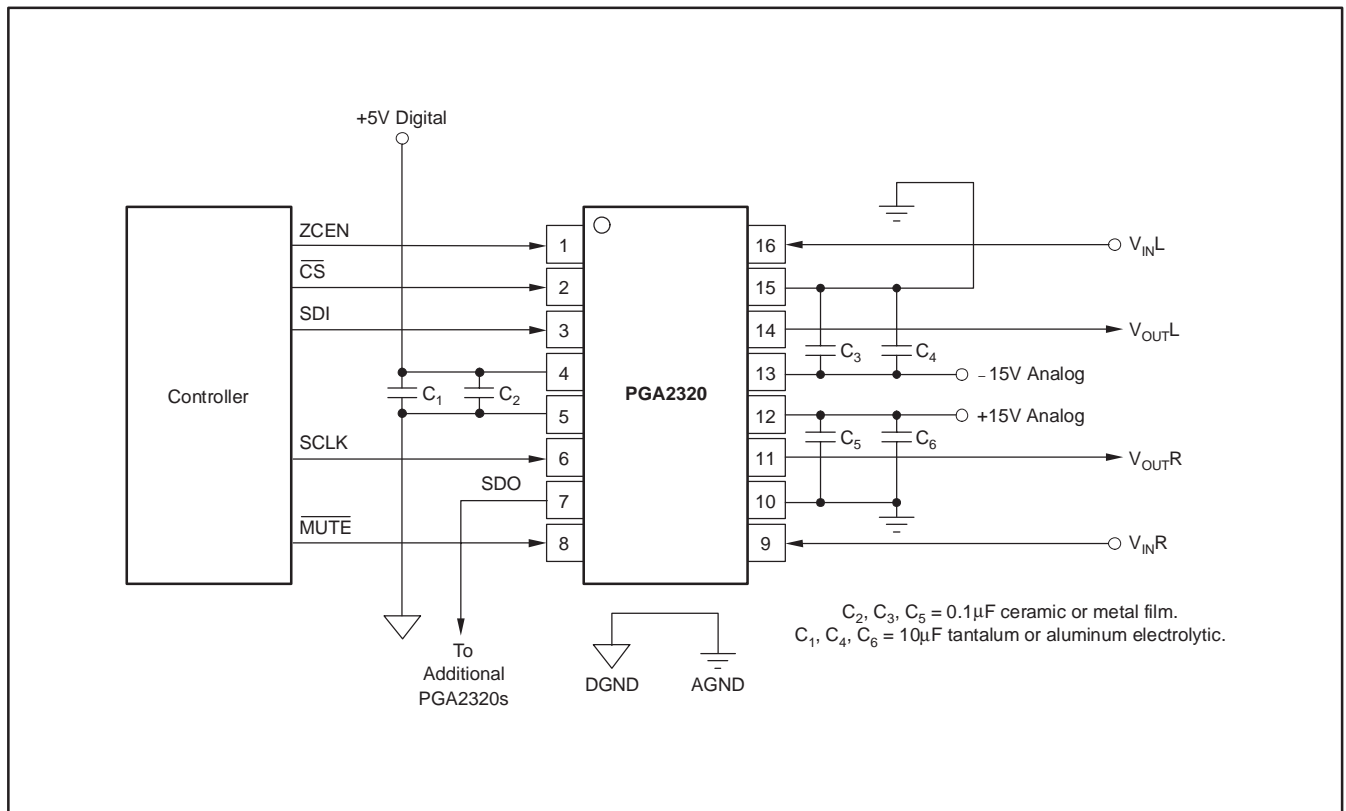 +5V Digital
Controller
ZCEN
C̅S̅
SDI
SCLK
SDO
M̅U̅T̅E̅
C1
C2
1
2
3
4
5
6
7
8
PGA2320
16
15
14
13
12
11
10
9
C3
C4
C5
C6
VINL
VOUTL
–15V Analog
+15V Analog
VOUTR
VINR
To
Additional
PGA2320s
DGND
AGND
C2, C3, C5 = 0.1μF ceramic or metal film.
C1, C4, C6 = 10μF tantalum or aluminum electrolytic.